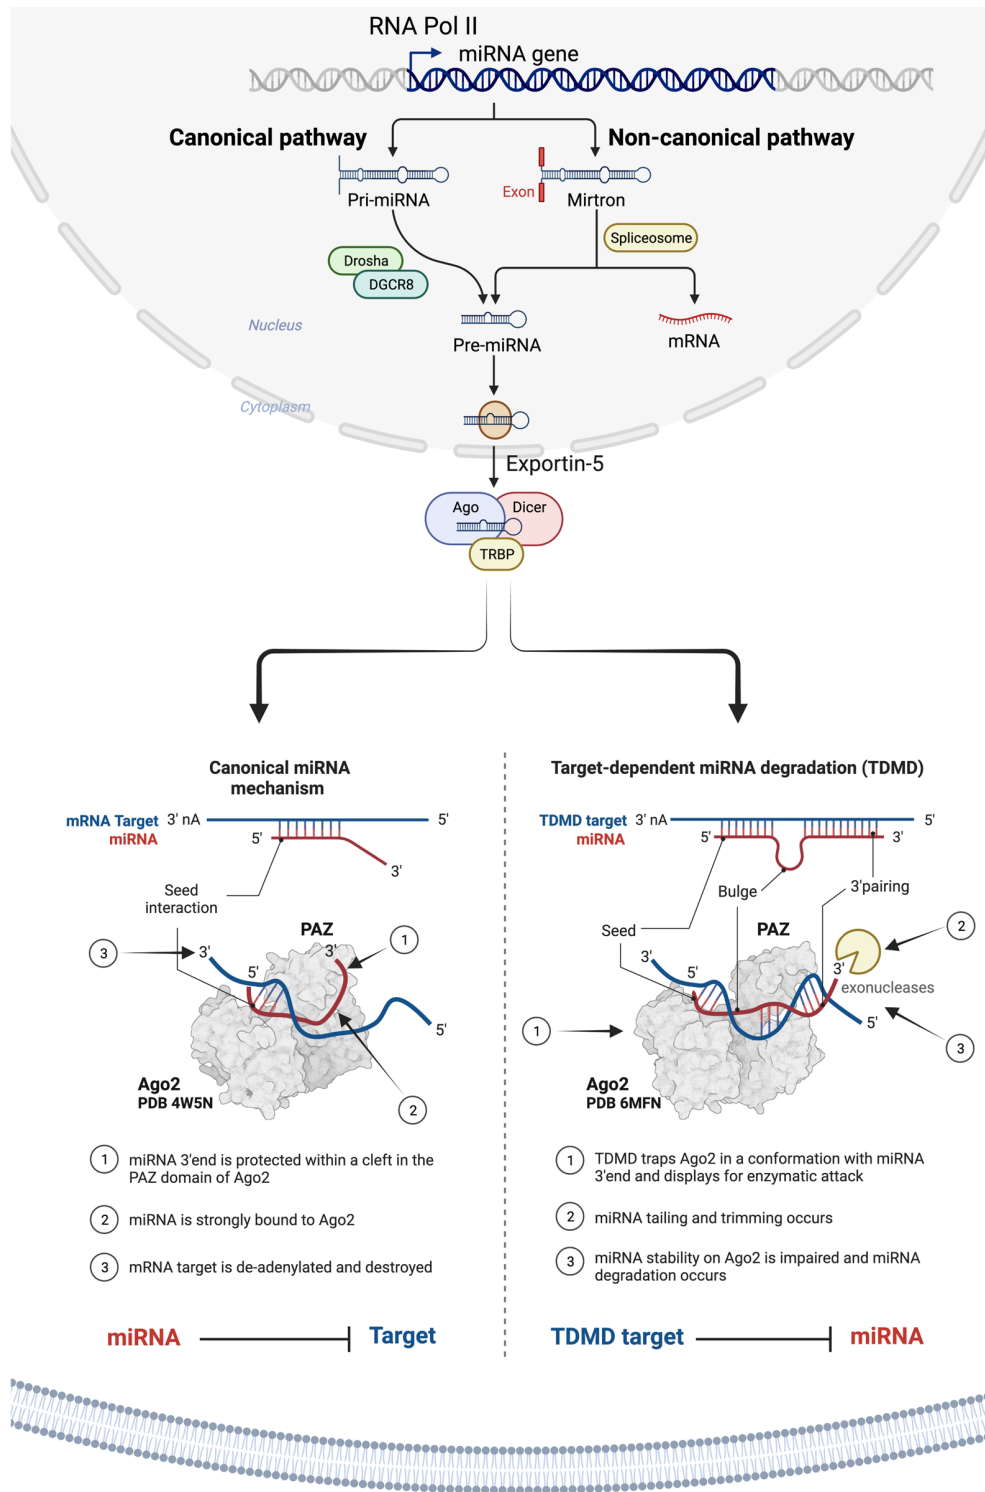 RNA Pol II
miRNA gene
Canonical pathway
Non-canonical pathway
Pri-miRNA
Exon
Mirtron
Spliceosome
Drosha
DGCR8
Nucleus
Pre-miRNA
mRNA
Cytoplasm
Exportin-5
Ago
Dicer
TRBP
Canonical miRNA
mechanism
mRNA Target 3' nA 5'
miRNA 5'
3'
Seed
interaction
PAZ
3 3' 3' 1
5'
5'
Ago2
PDB 4W5N
2
1 miRNA 3'end is protected within a cleft in the
PAZ domain of Ago2
2 miRNA is strongly bound to Ago2
3 mRNA target is de-adenylated and destroyed
miRNA Target
Target-dependent miRNA degradation (TDMD)
TDMD target 3' nA 5'
miRNA 5' 3'
Bulge
3'pairing
Seed
PAZ
2
3' 3'
5'
exonucleases
1
5'
3
Ago2
PDB 6MFN
1 TDMD traps Ago2 in a conformation with miRNA
3'end and displays for enzymatic attack
2 miRNA tailing and trimming occurs
3 miRNA stability on Ago2 is impaired and miRNA
degradation occurs
TDMD target miRNA